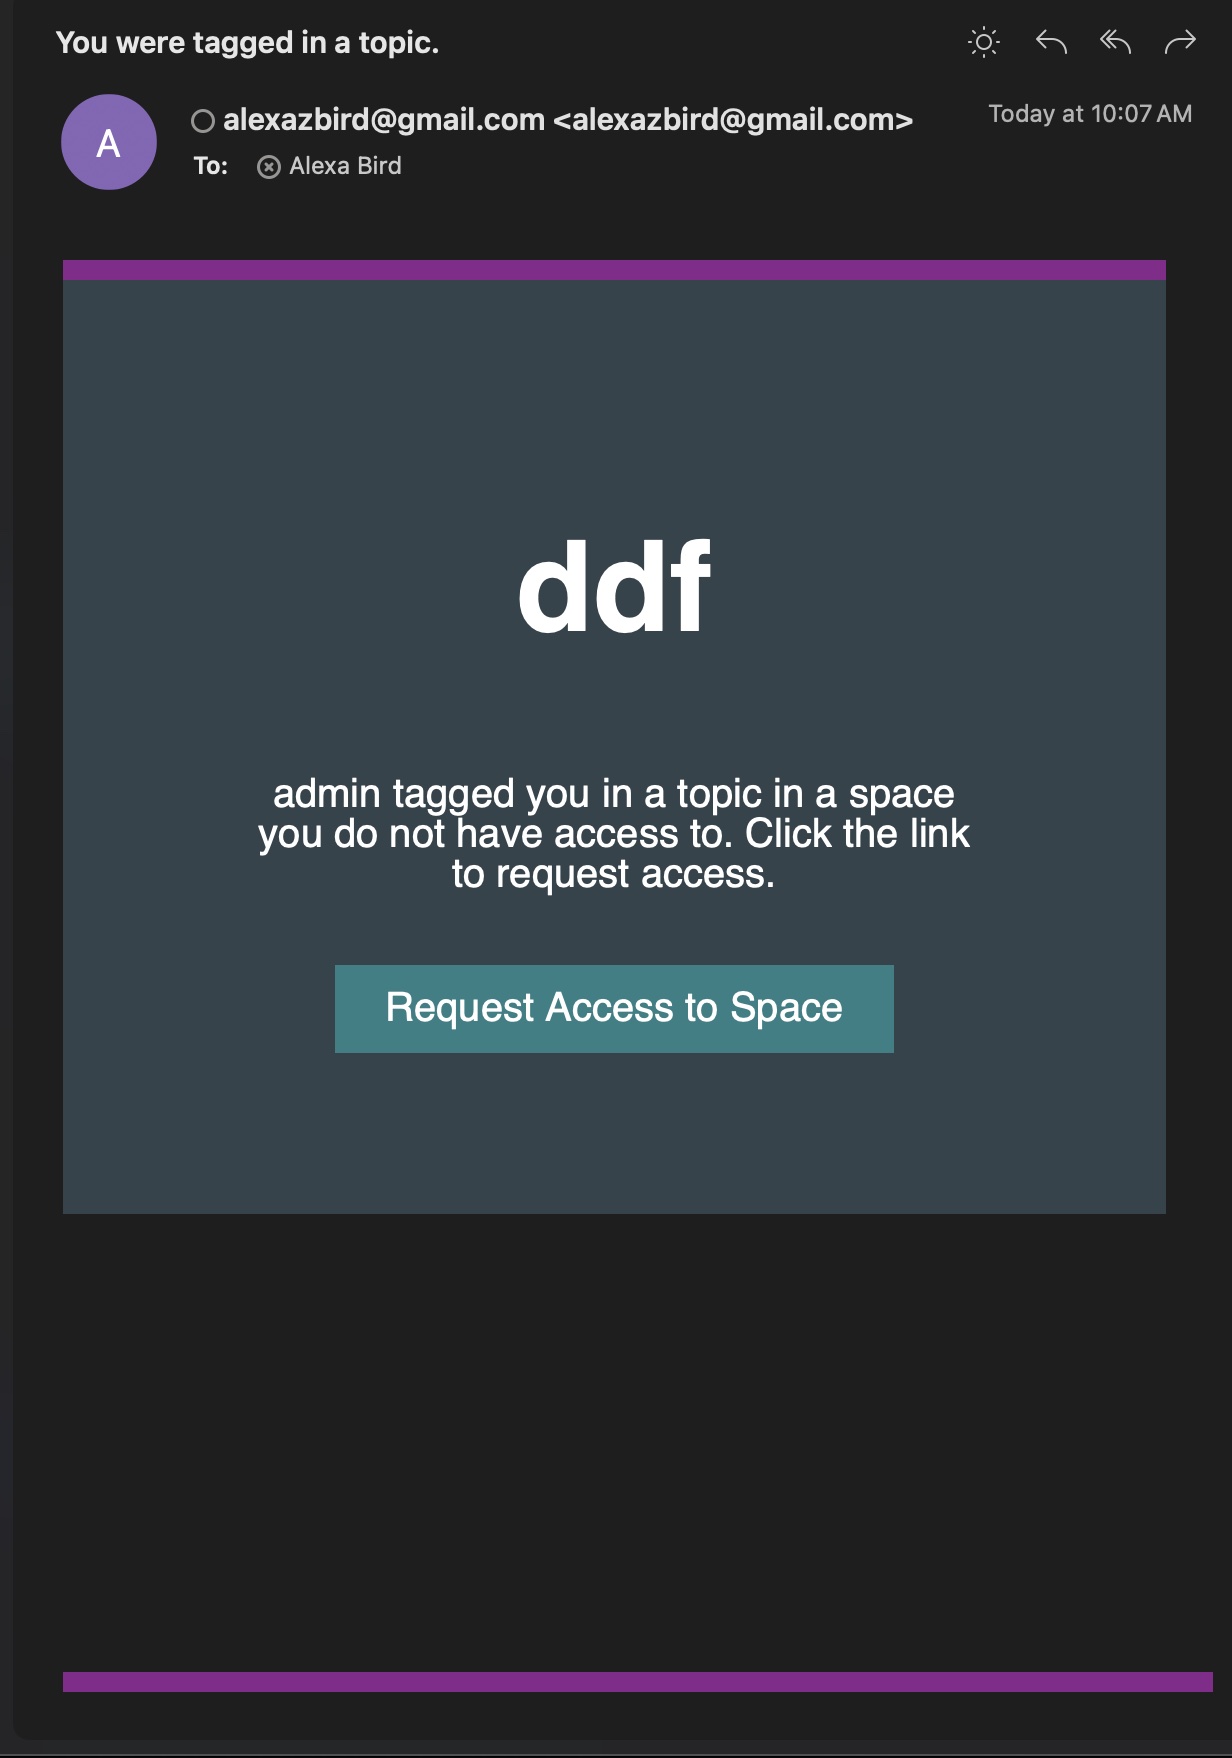 You were tagged in a topic.
A
alexazbird@gmail.com <alexazbird@gmail.com>
Today at 10:07 AM
To: Alexa Bird
ddf
admin tagged you in a topic in a space
you do not have access to. Click the link
to request access.
Request Access to Space